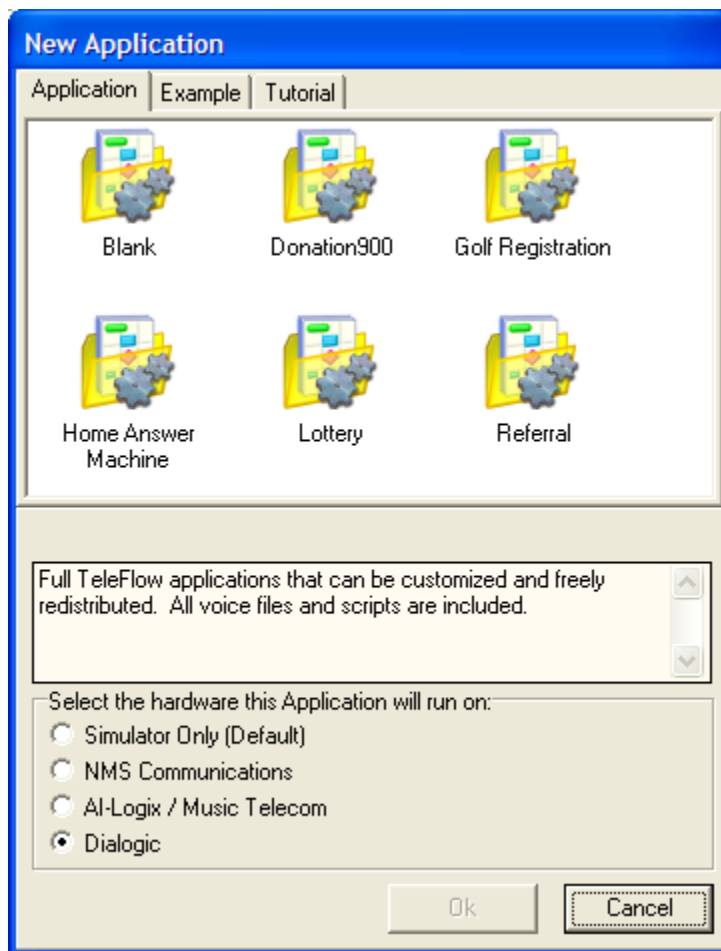 New Application
Application Example Tutorial
Blank Donation900 Golf Registration
Home Answer Lottery Referral
Machine
Full TeleFlow applications that can be customized and freely
redistributed. All voice files and scripts are included.
Select the hardware this Application will run on:
Simulator Only (Default)
NMS Communications
AI-Logix / Music Telecom
Dialogic
Ok Cancel